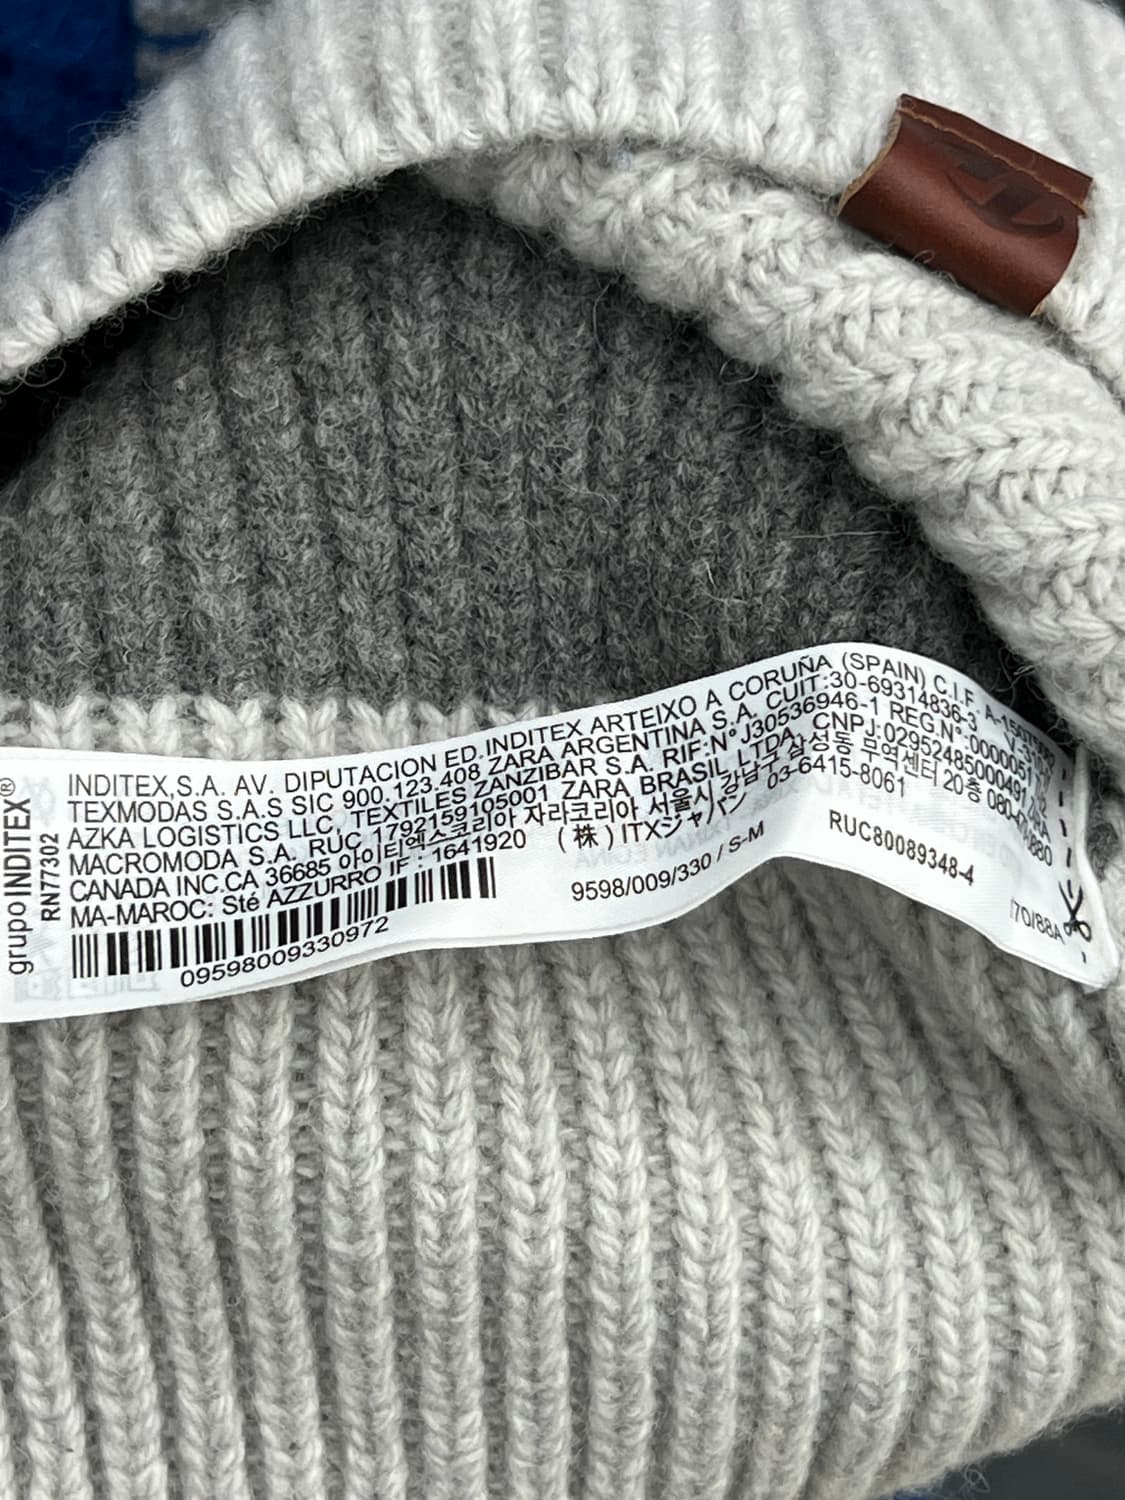 grupo INDITEX®
RN77302
INDITEX,S.A. AV. DIPUTACION ED.INDITEX ARTEIXO A CORUÑA (SPAIN) C.I.F.
TEXMODAS S.A.S SIC 900.123.408 ZARA ARGENTINA S.A. CUIT:30-69314836-3
AZKA LOGISTICS LLC, TEXTILES ZANZIBAR S.A. RIF:N°J30536946-1 REG.Nº:
MACROMODA S.A. RUC 1792159105001 ZARA BRASIL LTDA, CNPJ:
CANADA INC.CA 36685 아이티엑스코리아 자라코리아 서울시 강남구 삼성동 무역센터 20층
MA-MAROC: Sté AZZURRO IF : 1641920 (株) ITXジャパン 03-6415-8061
09598009330972
9598/009/330 / S-M
RUC80089348-4